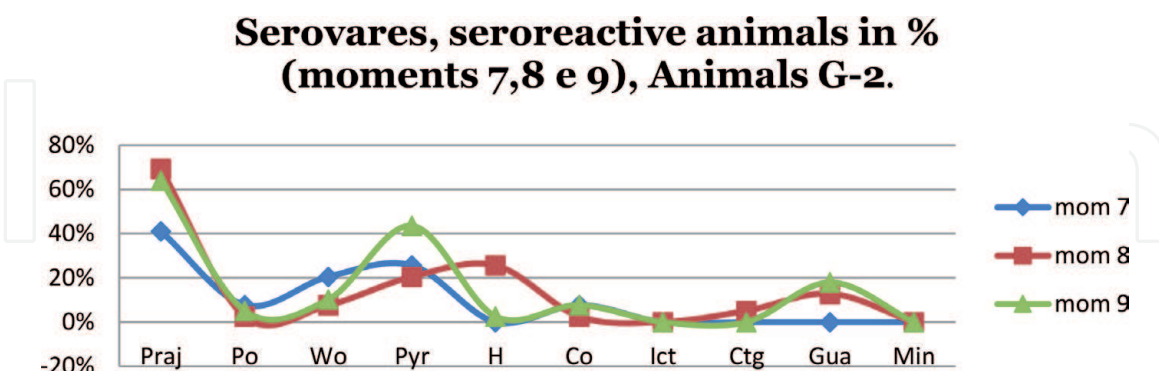 Serovares, seroreactive animals in %
(moments 7,8 e 9), Animals G-2.
80%
60%
40%
20%
0%
-20%
Praj Po Wo Pyr H Co Ict Ctg Gua Min
mom 7
mom 8
mom 9